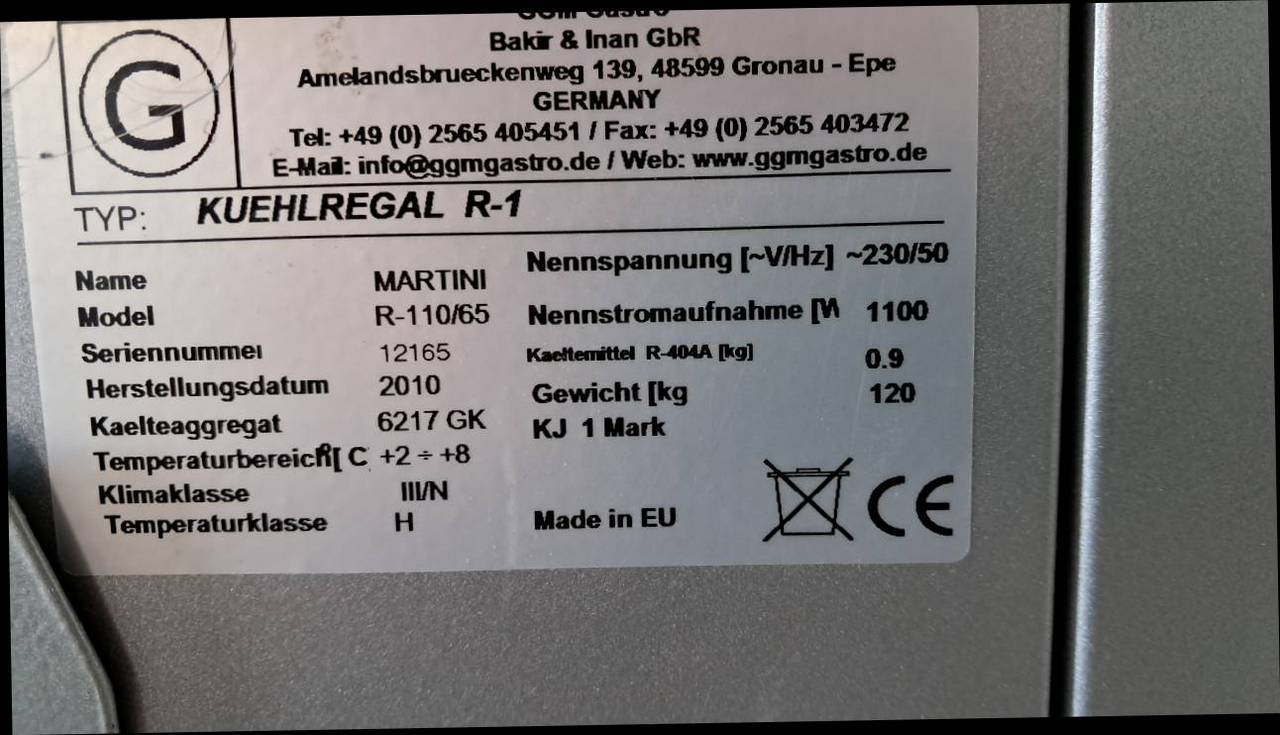 G
GGM Gastro
Bakir & Inan GbR
Amelandsbrueckenweg 139, 48599 Gronau - Epe
GERMANY
Tel: +49 (0) 2565 405451 / Fax: +49 (0) 2565 403472
E-Mail: info@ggmgastro.de / Web: www.ggmgastro.de
TYP: KUEHLREGAL R-1
Name MARTINI
Model R-110/65
Seriennummer 12165
Herstellungsdatum 2010
Kaelteaggregat 6217 GK
Temperaturbereich[ C +2 ÷ +8
Klimaklasse III/N
Temperaturklasse H
Nennspannung [~V/Hz] ~230/50
Nennstromaufnahme [W 1100
Kaeltemittel R-404A [kg] 0.9
Gewicht [kg 120
KJ 1 Mark
Made in EU CE